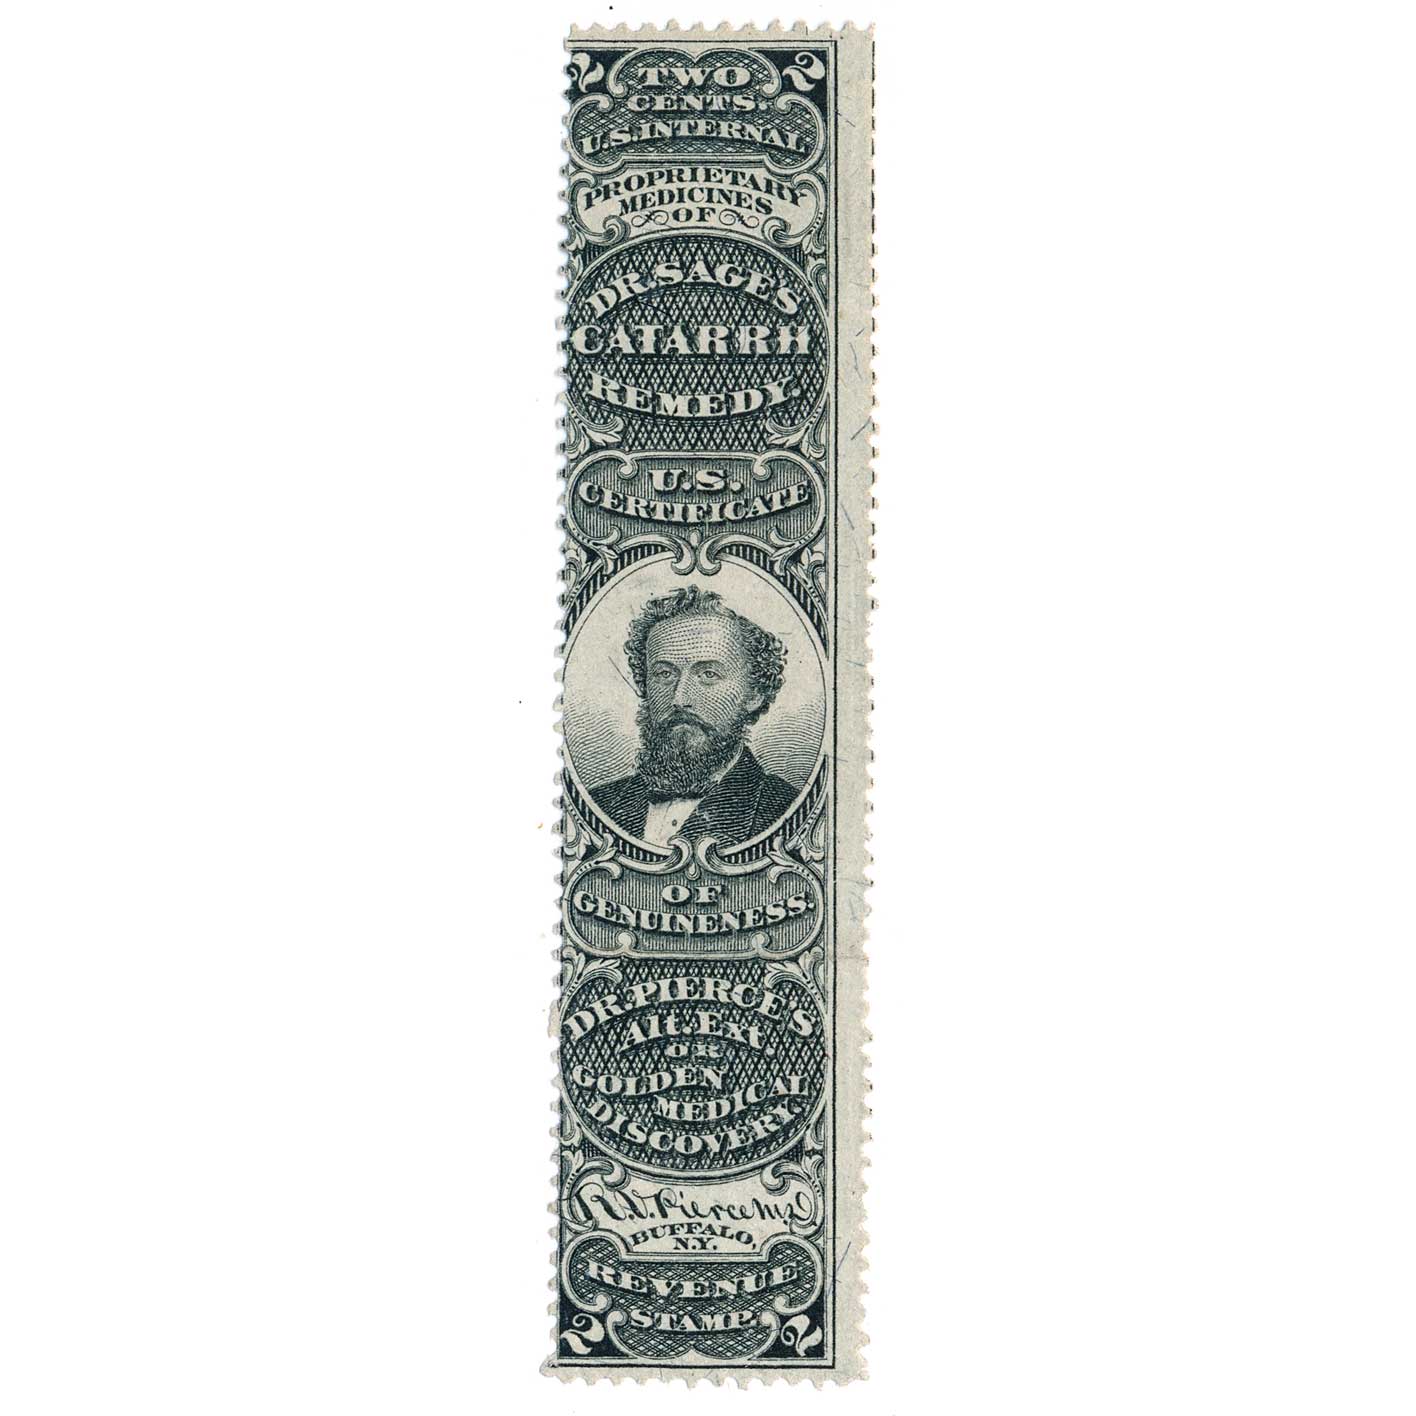 2 2
TWO
CENTS.
U.S. INTERNAL
PROPRIETARY
MEDICINES
OF
DR. SAGE'S
CATARRH
REMEDY.
U.S.
CERTIFICATE
OF
GENUINENESS.
DR. PIERCE'S
Alt. Ext.
OR
GOLDEN
MEDICAL
DISCOVERY.
R.V. Pierce M.D.
BUFFALO,
N.Y.
REVENUE
STAMP.
2 2